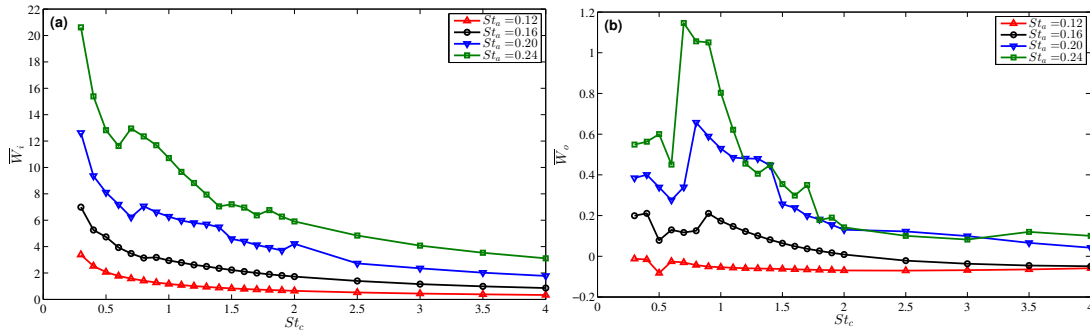 (a)
St_a=0.12
St_a=0.16
St_a=0.20
St_a=0.24
22
20
18
16
14
12
10
8
6
4
2
0
W̅_i
0 0.5 1 1.5 2 2.5 3 3.5 4
St_c
(b)
St_a=0.12
St_a=0.16
St_a=0.20
St_a=0.24
1.2
1
0.8
0.6
0.4
0.2
0
−0.2
W̅_o
0.5 1 1.5 2 2.5 3 3.5 4
St_c